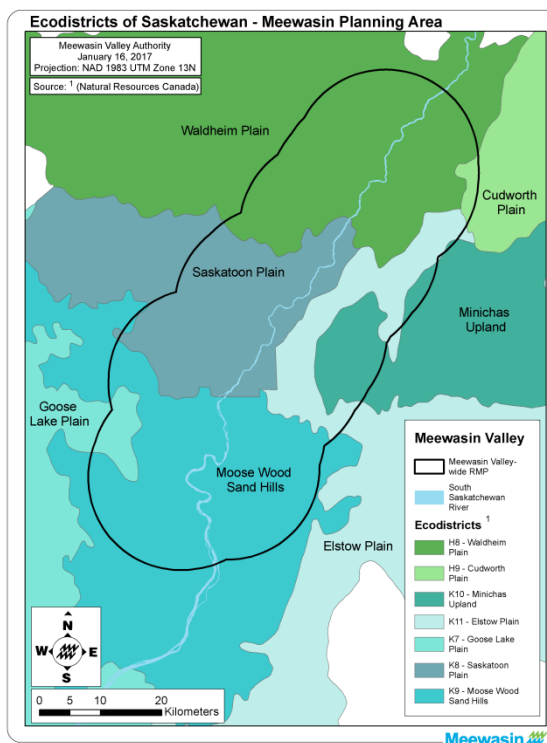 Ecodistricts of Saskatchewan - Meewasin Planning Area
Meewasin Valley Authority
January 16, 2017
Projection: NAD 1983 UTM Zone 13N
Source: ¹ (Natural Resources Canada)
Waldheim Plain
Cudworth
Plain
Saskatoon Plain
Minichas
Upland
Goose
Lake Plain
Moose Wood
Sand Hills
Elstow Plain
Meewasin Valley
Meewasin Valley-
wide RMP
South
Saskatchewan
River
Ecodistricts ¹
H8 - Waldheim
Plain
H9 - Cudworth
Plain
K10 - Minichas
Upland
K11 - Elstow Plain
K7 - Goose Lake
Plain
K8 - Saskatoon
Plain
K9 - Moose Wood
Sand Hills
N
W E
S
0 5 10 20
Kilometers
Meewasin